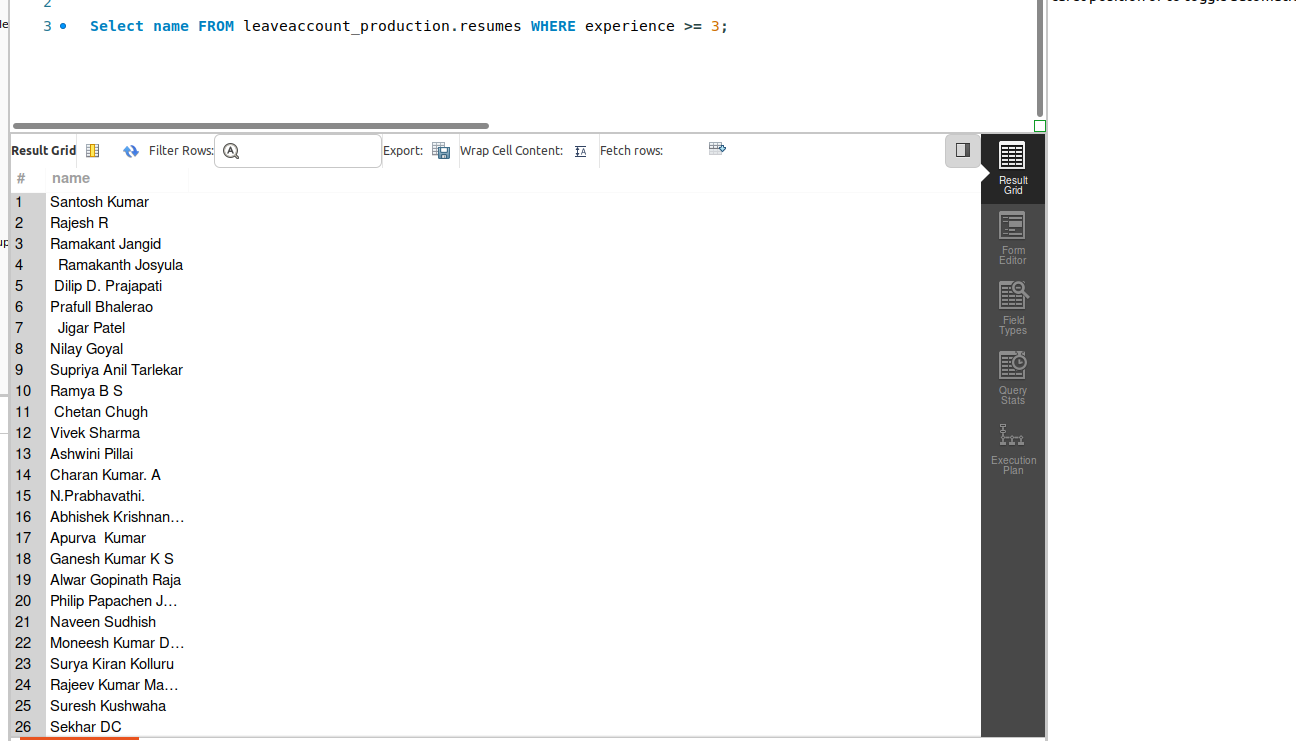 2
3 Select name FROM leaveaccount_production.resumes WHERE experience >= 3;
Result Grid Filter Rows: Export: Wrap Cell Content: Fetch rows:
# name
1 Santosh Kumar
2 Rajesh R
3 Ramakant Jangid
4 Ramakanth Josyula
5 Dilip D. Prajapati
6 Prafull Bhalerao
7 Jigar Patel
8 Nilay Goyal
9 Supriya Anil Tarlekar
10 Ramya B S
11 Chetan Chugh
12 Vivek Sharma
13 Ashwini Pillai
14 Charan Kumar. A
15 N.Prabhavathi.
16 Abhishek Krishnan…
17 Apurva  Kumar
18 Ganesh Kumar K S
19 Alwar Gopinath Raja
20 Philip Papachen J…
21 Naveen Sudhish
22 Moneesh Kumar D…
23 Surya Kiran Kolluru
24 Rajeev Kumar Ma…
25 Suresh Kushwaha
26 Sekhar DC
Result
Grid
Form
Editor
Field
Types
Query
Stats
Execution
Plan